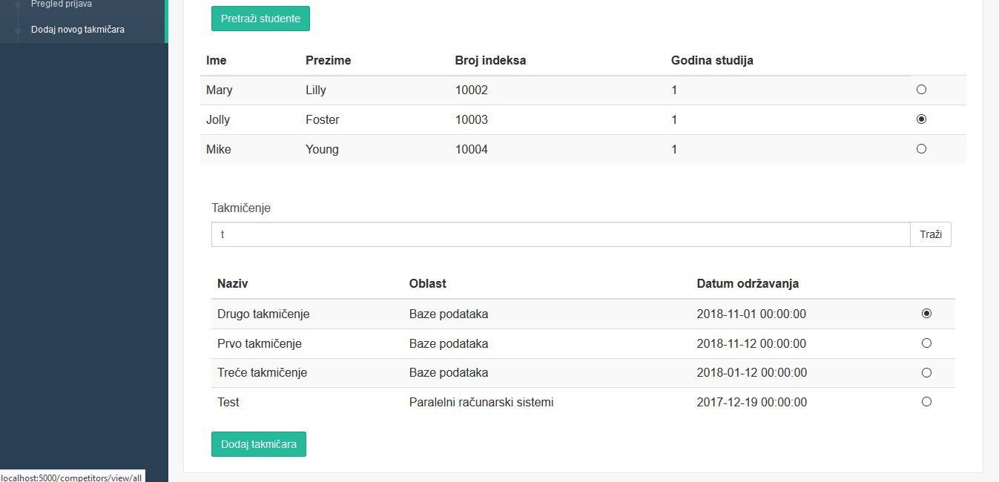 Pregled prijava
Dodaj novog takmičara
Pretraži studente
Ime Prezime Broj indeksa Godina studija
Mary Lilly 10002 1
Jolly Foster 10003 1
Mike Young 10004 1
Takmičenje
t Traži
Naziv Oblast Datum održavanja
Drugo takmičenje Baze podataka 2018-11-01 00:00:00
Prvo takmičenje Baze podataka 2018-11-12 00:00:00
Treće takmičenje Baze podataka 2018-01-12 00:00:00
Test Paralelni računarski sistemi 2017-12-19 00:00:00
Dodaj takmičara
localhost:5000/competitors/view/all